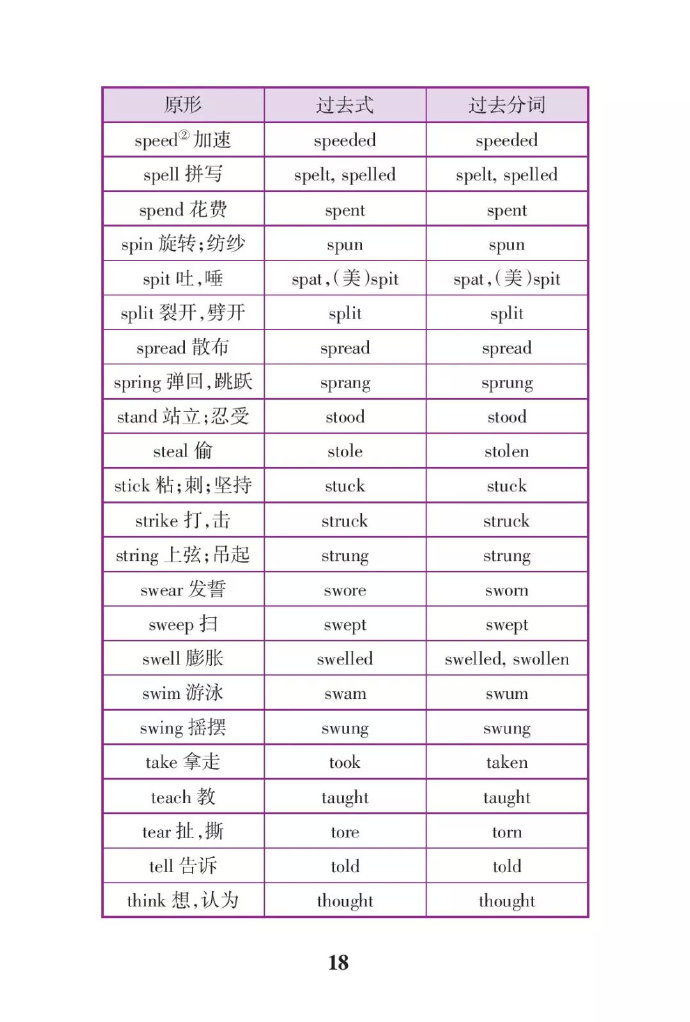 原形 过去式 过去分词
speed② 加速 speeded speeded
spell 拼写 spelt, spelled spelt, spelled
spend 花费 spent spent
spin 旋转;纺纱 spun spun
spit 吐,唾 spat,(美)spit spat,(美)spit
split 裂开,劈开 split split
spread 散布 spread spread
spring 弹回,跳跃 sprang sprung
stand 站立;忍受 stood stood
steal 偷 stole stolen
stick 粘;刺;坚持 stuck stuck
strike 打,击 struck struck
string 上弦;吊起 strung strung
swear 发誓 swore sworn
sweep 扫 swept swept
swell 膨胀 swelled swelled, swollen
swim 游泳 swam swum
swing 摇摆 swung swung
take 拿走 took taken
teach 教 taught taught
tear 扯,撕 tore torn
tell 告诉 told told
think 想,认为 thought thought
18